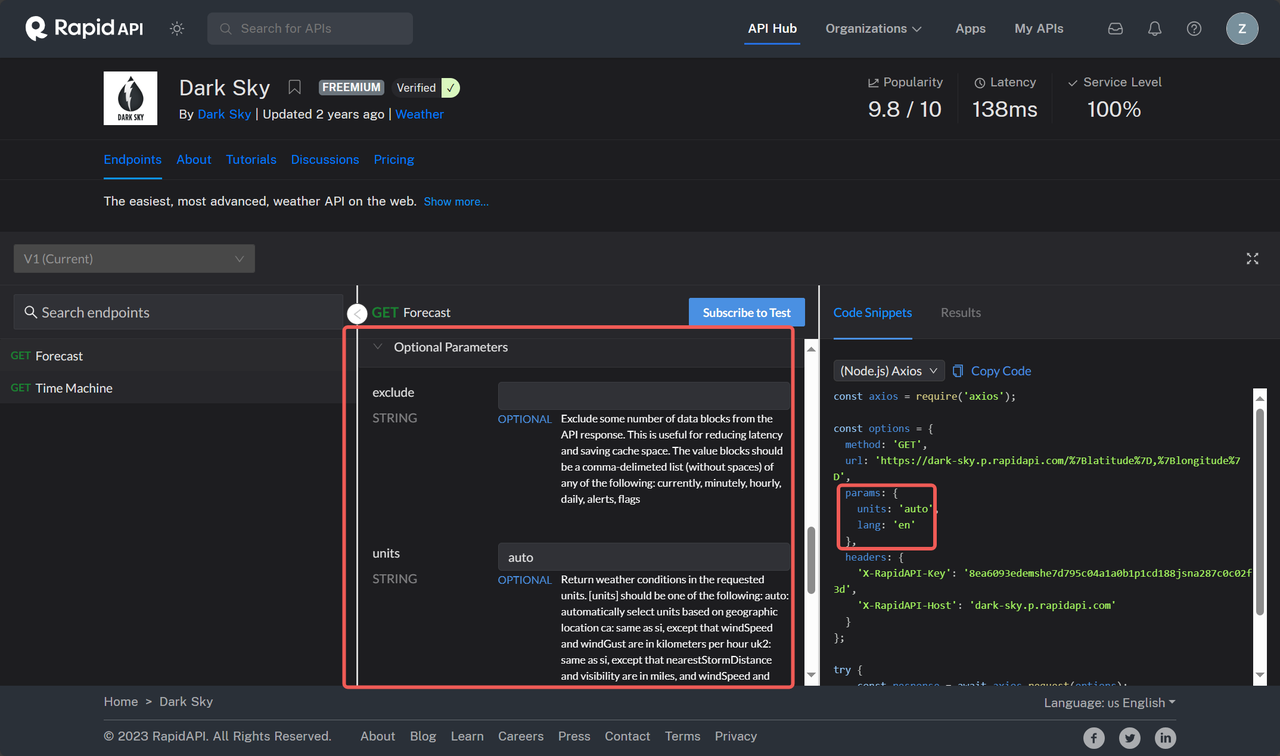 Rapid API
Search for APIs
API Hub
Organizations
Apps
My APIs
Z
DARK SKY
Dark Sky
FREEMIUM
Verified
By Dark Sky | Updated 2 years ago | Weather
Popularity
9.8 / 10
Latency
138ms
Service Level
100%
Endpoints
About
Tutorials
Discussions
Pricing
The easiest, most advanced, weather API on the web. Show more...
V1 (Current)
Search endpoints
GET Forecast
GET Time Machine
GET Forecast
Subscribe to Test
Optional Parameters
exclude
STRING
OPTIONAL
Exclude some number of data blocks from the
API response. This is useful for reducing latency
and saving cache space. The value blocks should
be a comma-delimeted list (without spaces) of
any of the following: currently, minutely, hourly,
daily, alerts, flags
units
auto
STRING
OPTIONAL
Return weather conditions in the requested
units. [units] should be one of the following: auto:
automatically select units based on geographic
location ca: same as si, except that windSpeed
and windGust are in kilometers per hour uk2:
same as si, except that nearestStormDistance
and visibility are in miles, and windSpeed and
Code Snippets
Results
(Node.js) Axios
Copy Code
const axios = require('axios');
const options = {
method: 'GET',
url: 'https://dark-sky.p.rapidapi.com/%7Blatitude%7D,%7Blongitude%7
D',
params: {
units: 'auto',
lang: 'en'
},
headers: {
'X-RapidAPI-Key': '8ea6093edemshe7d795c04a1a0b1p1cd188jsna287c0c02f
3d',
'X-RapidAPI-Host': 'dark-sky.p.rapidapi.com'
}
};
try {
const response = await axios.request(options);
Home > Dark Sky
Language: us English
© 2023 RapidAPI. All Rights Reserved.
About
Blog
Learn
Careers
Press
Contact
Terms
Privacy